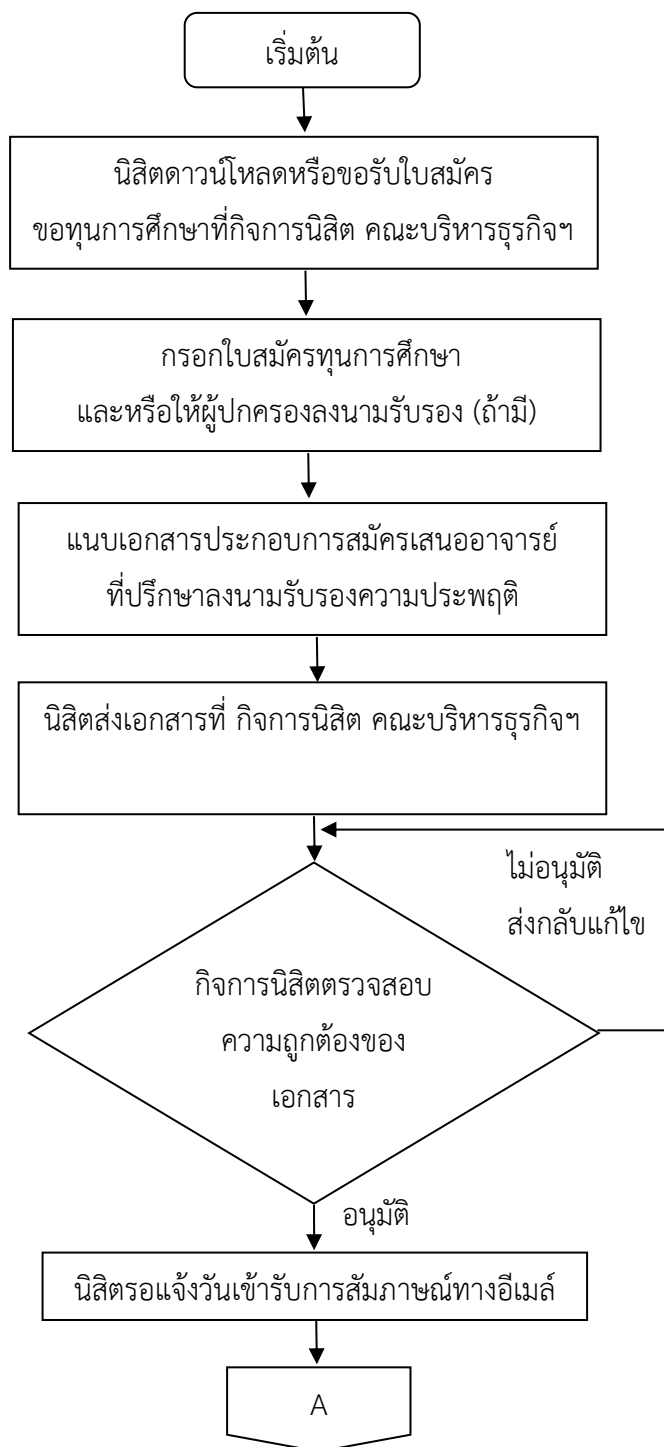 เริ่มต้น
นิสิตดาวน์โหลดหรือขอรับใบสมัคร
ขอทุนการศึกษาที่กิจการนิสิต คณะบริหารธุรกิจฯ
กรอกใบสมัครทุนการศึกษา
และหรือให้ผู้ปกครองลงนามรับรอง (ถ้ามี)
แนบเอกสารประกอบการสมัครเสนออาจารย์
ที่ปรึกษาลงนามรับรองความประพฤติ
นิสิตส่งเอกสารที่ กิจการนิสิต คณะบริหารธุรกิจฯ
ไม่อนุมัติ
ส่งกลับแก้ไข
กิจการนิสิตตรวจสอบ
ความถูกต้องของ
เอกสาร
อนุมัติ
นิสิตรอแจ้งวันเข้ารับการสัมภาษณ์ทางอีเมล์
A